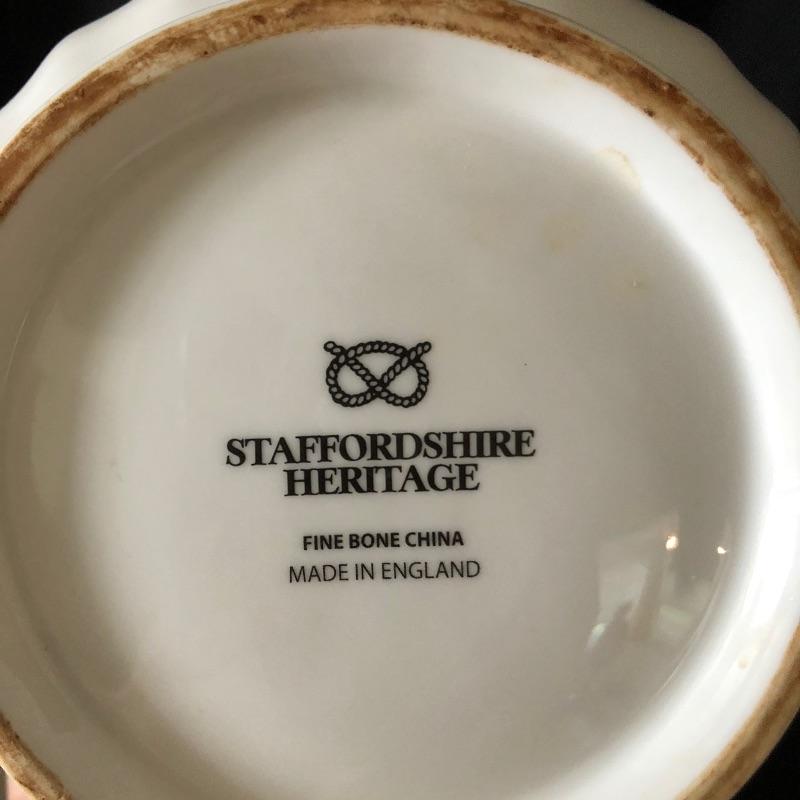 STAFFORDSHIRE
HERITAGE
FINE BONE CHINA
MADE IN ENGLAND